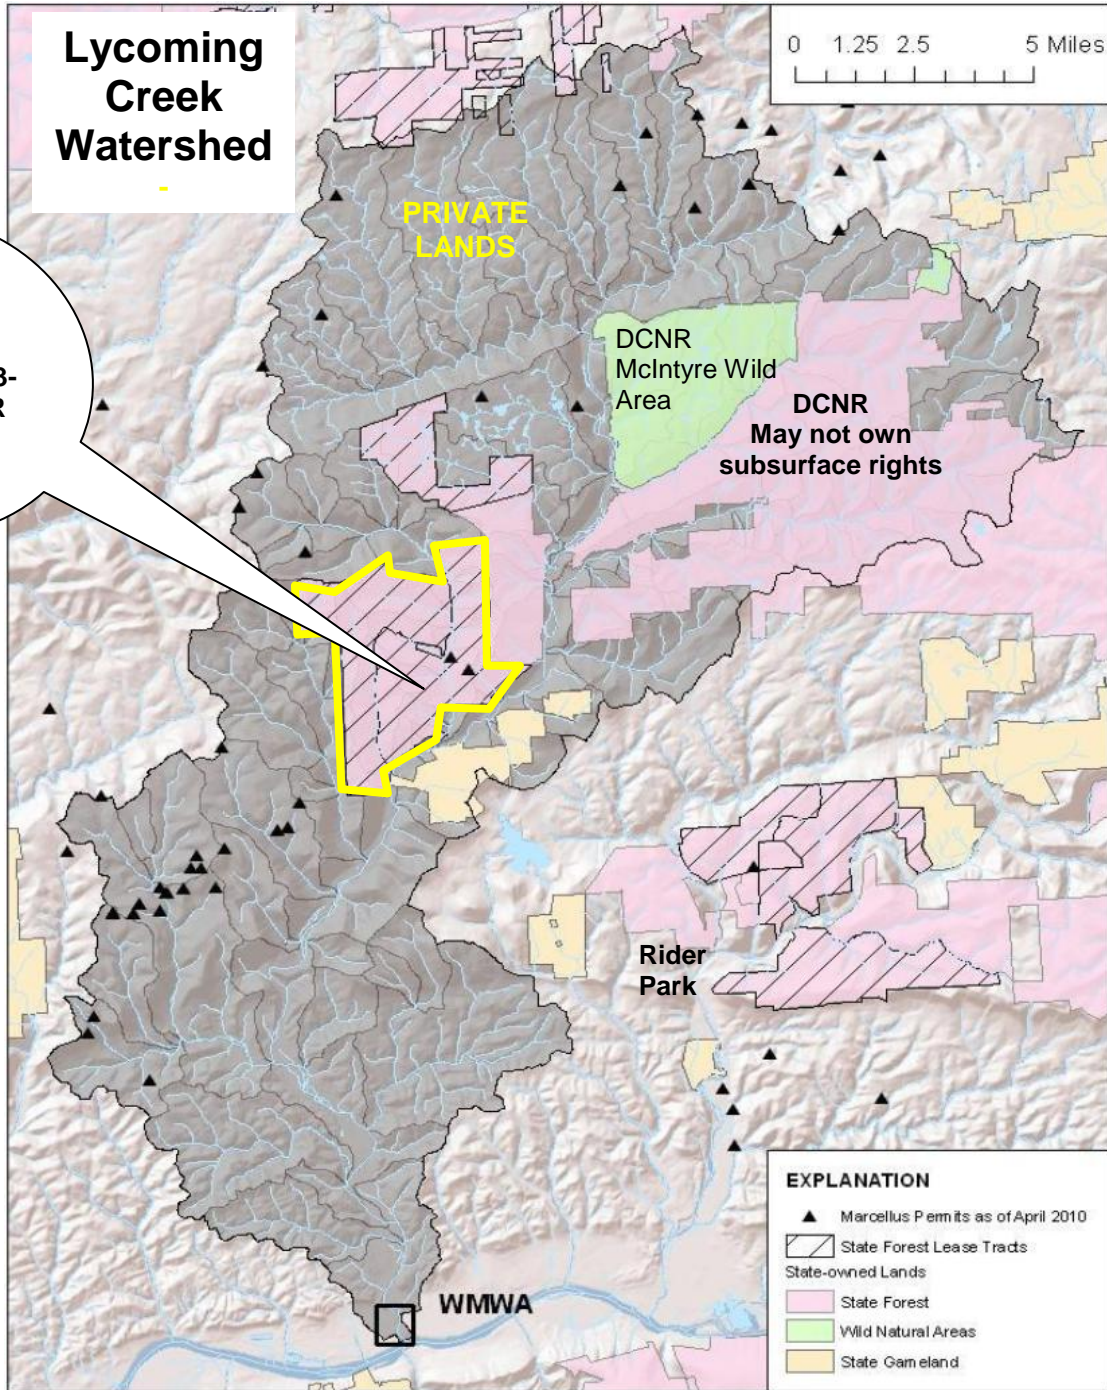 Lycoming
Creek
Watershed
-
0 1.25 2.5 5 Miles
PRIVATE
LANDS
DCNR
McIntyre Wild
Area
DCNR
May not own
subsurface rights
Rider
Park
WMWA
EXPLANATION
Marcellus Permits as of April 2010
State Forest Lease Tracts
State-owned Lands
State Forest
Wild Natural Areas
State Gameland